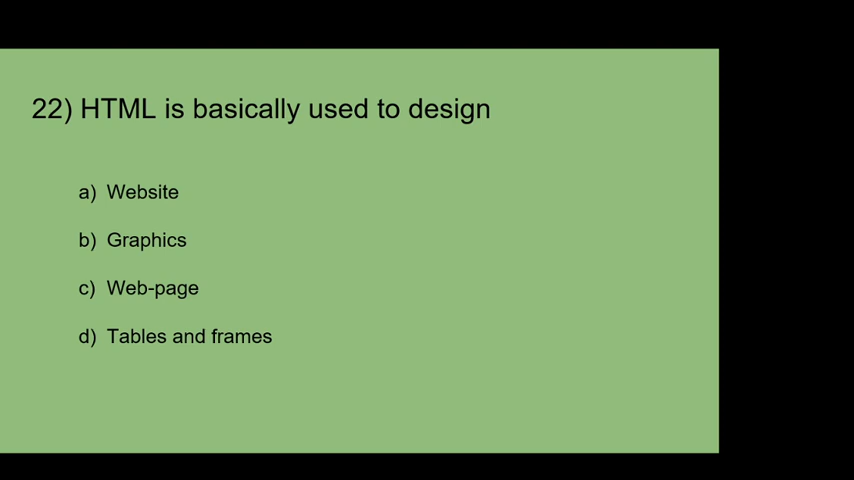 22) HTML is basically used to design
a) Website
b) Graphics
c) Web-page
d) Tables and frames